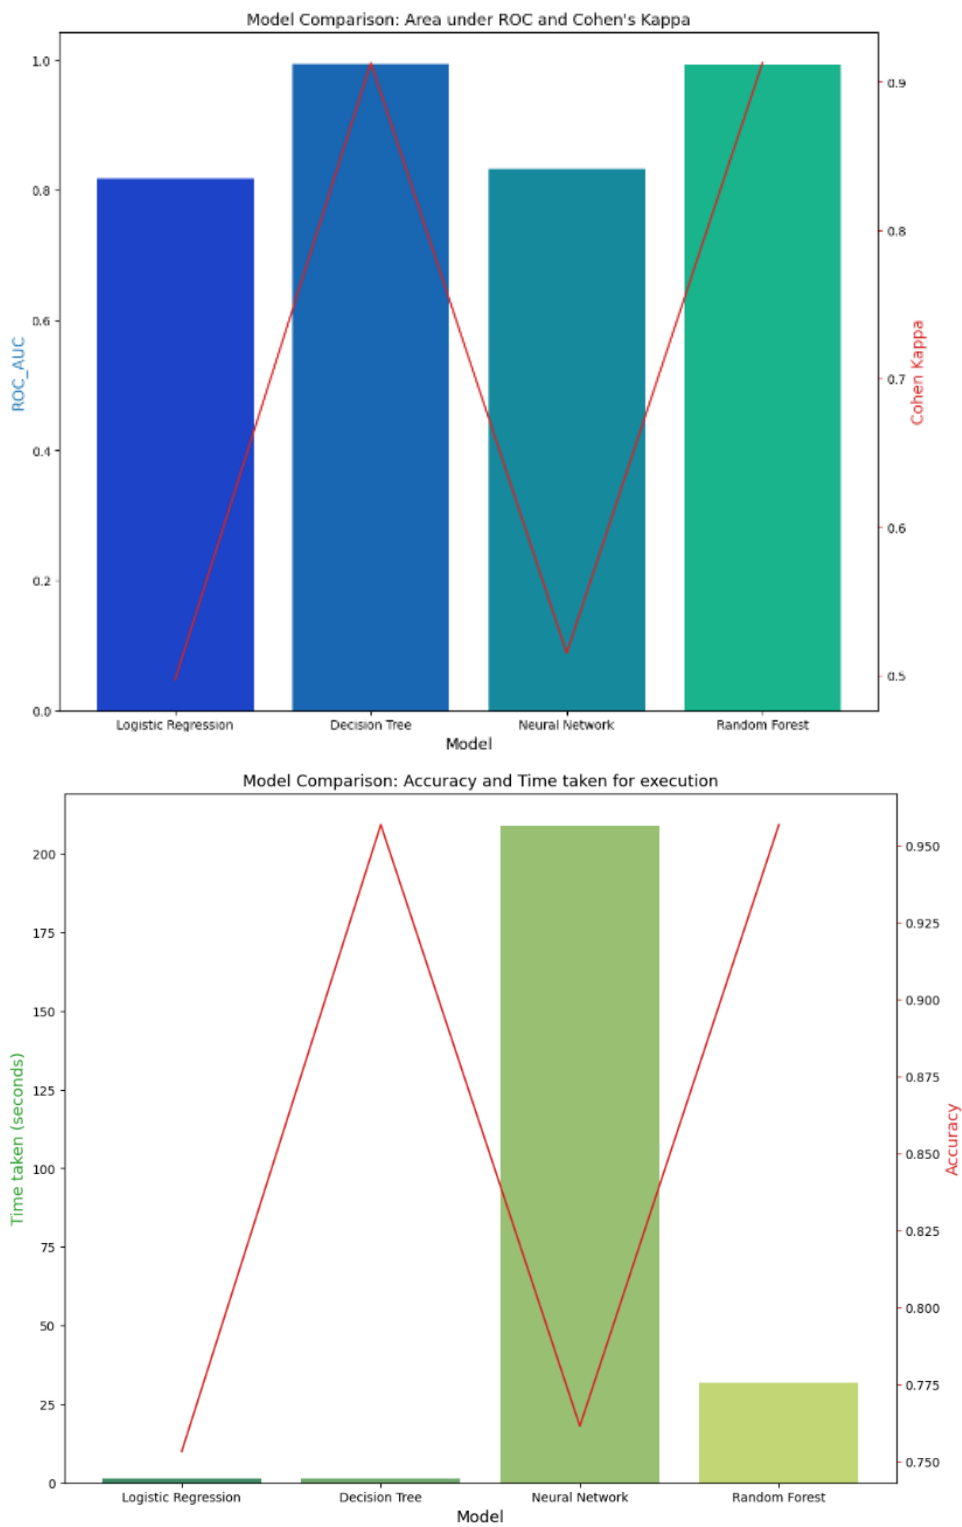 Model Comparison: Area under ROC and Cohen's Kappa
1.0
0.8
0.6
0.4
0.2
0.0
ROC_AUC
0.9
0.8
0.7
0.6
0.5
Cohen Kappa
Logistic Regression Decision Tree Neural Network Random Forest
Model
Model Comparison: Accuracy and Time taken for execution
200
175
150
125
100
75
50
25
0
Time taken (seconds)
0.950
0.925
0.900
0.875
0.850
0.825
0.800
0.775
0.750
Accuracy
Logistic Regression Decision Tree Neural Network Random Forest
Model